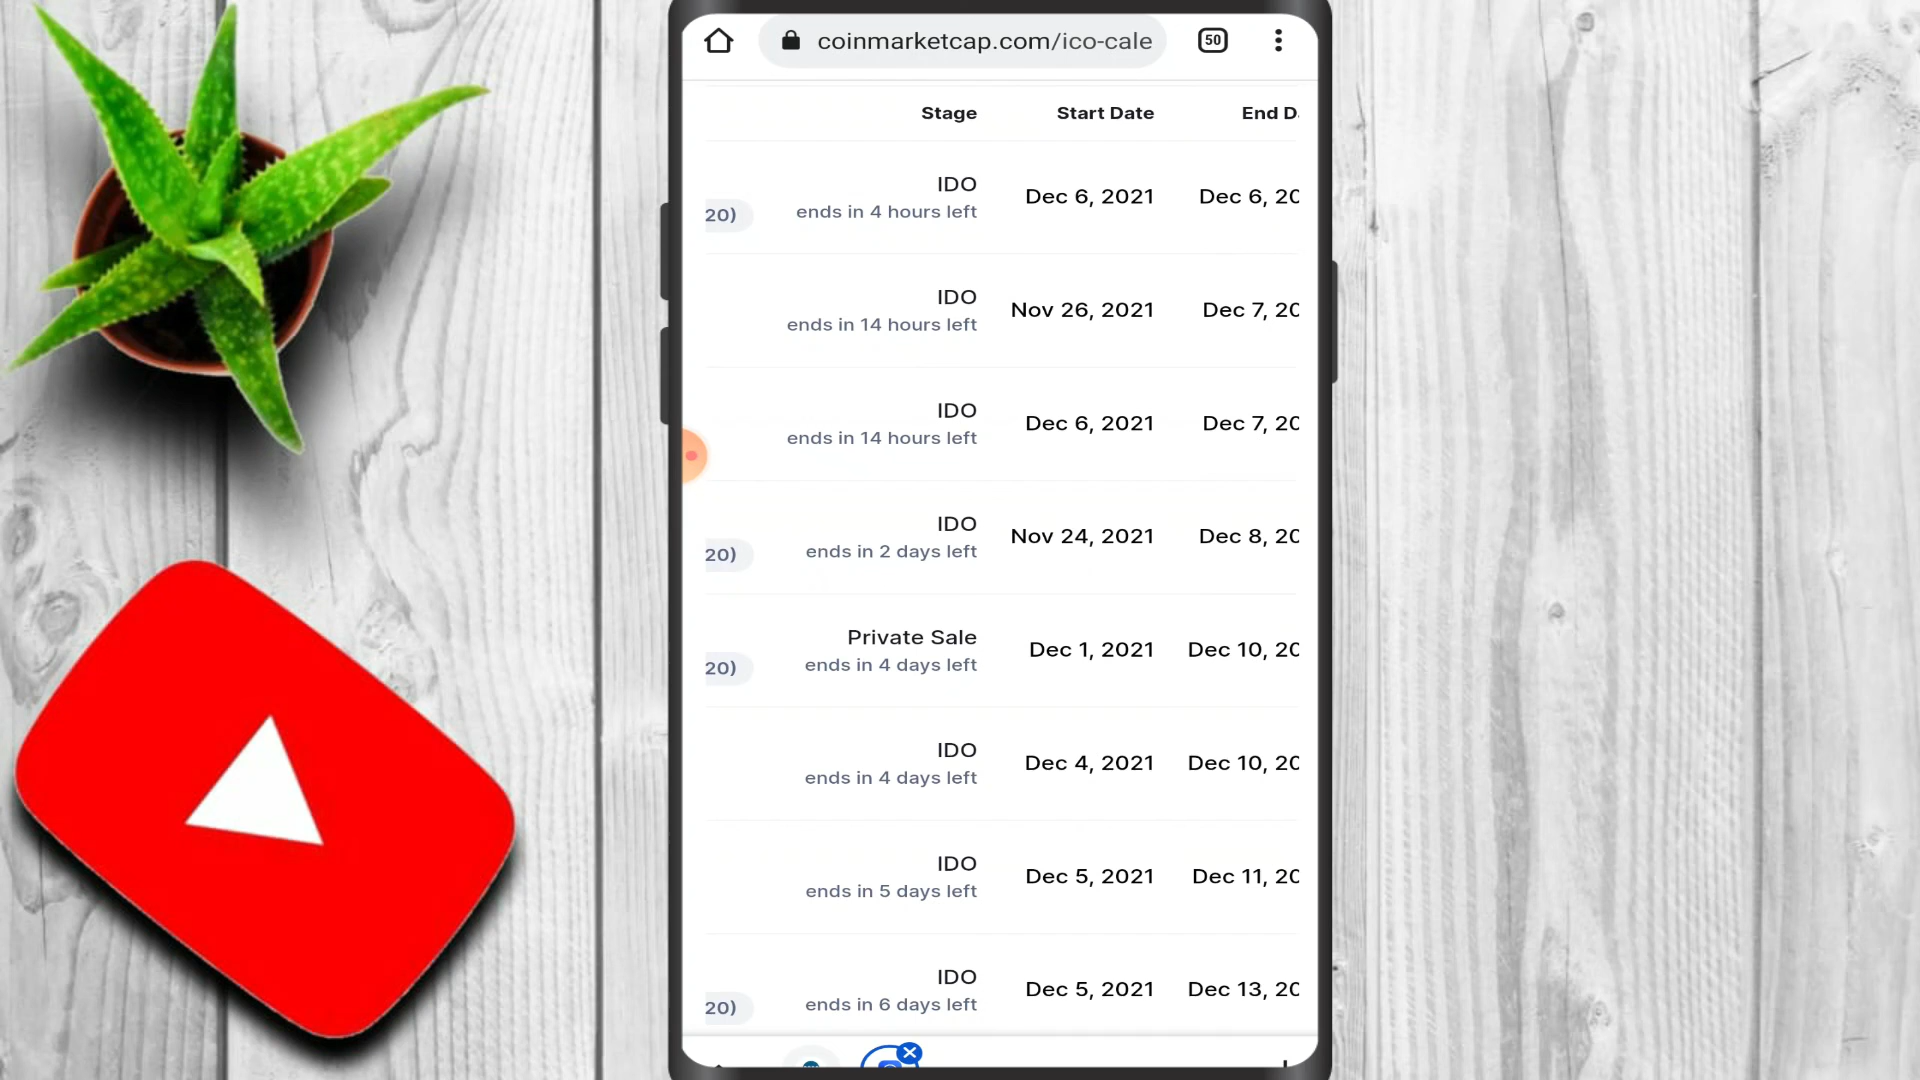 coinmarketcap.com/ico-cale
50
Stage Start Date End D
IDO
20) ends in 4 hours left Dec 6, 2021 Dec 6, 20
IDO
ends in 14 hours left Nov 26, 2021 Dec 7, 20
IDO
ends in 14 hours left Dec 6, 2021 Dec 7, 20
IDO
20) ends in 2 days left Nov 24, 2021 Dec 8, 20
Private Sale
20) ends in 4 days left Dec 1, 2021 Dec 10, 20
IDO
ends in 4 days left Dec 4, 2021 Dec 10, 20
IDO
ends in 5 days left Dec 5, 2021 Dec 11, 20
IDO
20) ends in 6 days left Dec 5, 2021 Dec 13, 20